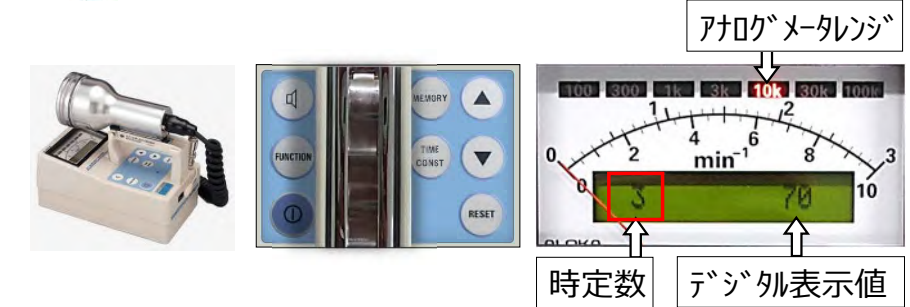 ｱﾅﾛｸﾞﾒｰﾀﾚﾝｼﾞ
100 300 1k 3k 10k 30k 100k
MEMORY
FUNCTION
TIME
CONST
RESET
0 1 2 3
0 2 4 6 8 10
min⁻¹
3 70
ALOKA
時定数
ﾃﾞｼﾞﾀﾙ表示値